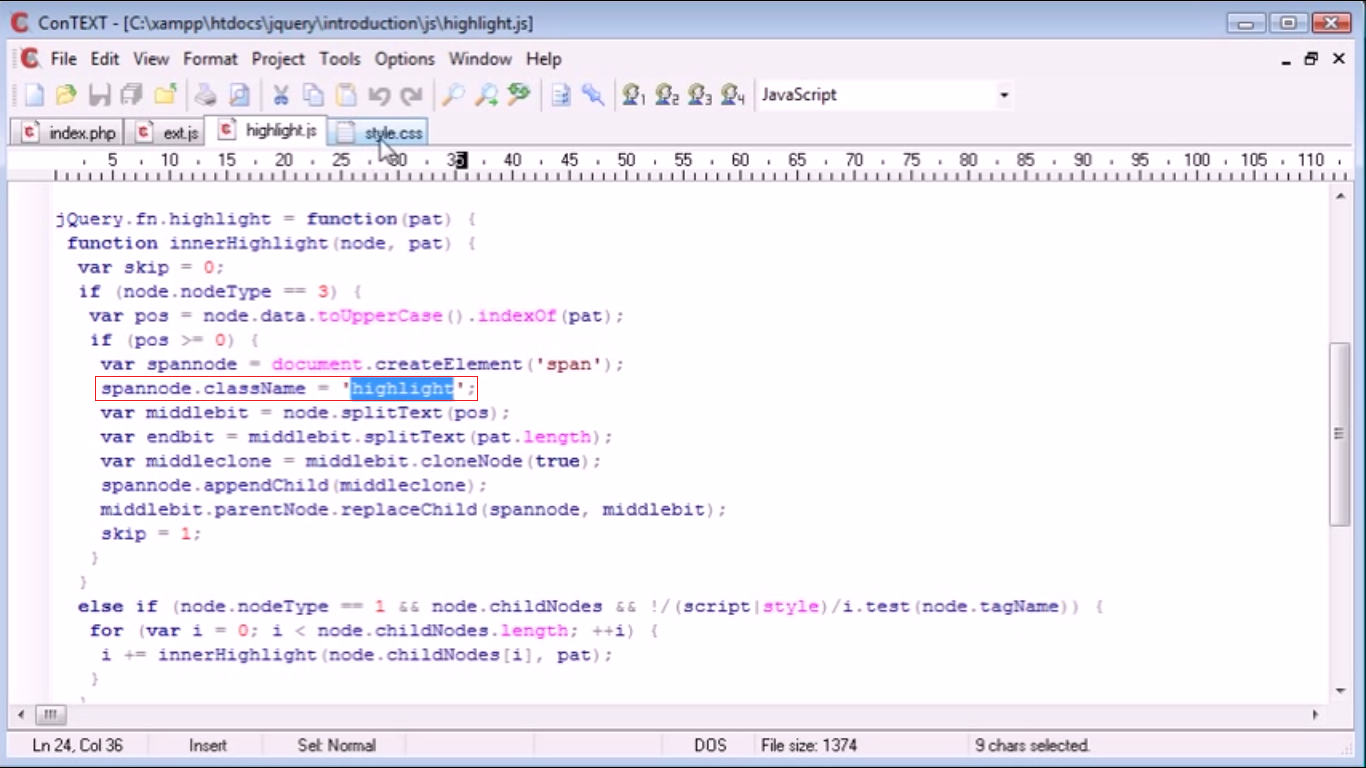 ConTEXT - [C:\xampp\htdocs\jquery\introduction\js\highlight.js]
File Edit View Format Project Tools Options Window Help
1 2 3 4 JavaScript
index.php ext.js highlight.js style.css
5 10 15 20 25 30 35 40 45 50 55 60 65 70 75 80 85 90 95 100 105 110
jQuery.fn.highlight = function(pat) {
function innerHighlight(node, pat) {
var skip = 0;
if (node.nodeType == 3) {
var pos = node.data.toUpperCase().indexOf(pat);
if (pos >= 0) {
var spannode = document.createElement('span');
spannode.className = 'highlight';
var middlebit = node.splitText(pos);
var endbit = middlebit.splitText(pat.length);
var middleclone = middlebit.cloneNode(true);
spannode.appendChild(middleclone);
middlebit.parentNode.replaceChild(spannode, middlebit);
skip = 1;
}
}
else if (node.nodeType == 1 && node.childNodes && !/(script|style)/i.test(node.tagName)) {
for (var i = 0; i < node.childNodes.length; ++i) {
i += innerHighlight(node.childNodes[i], pat);
}
}
Ln 24, Col 36 Insert Sel: Normal DOS File size: 1374 9 chars selected.